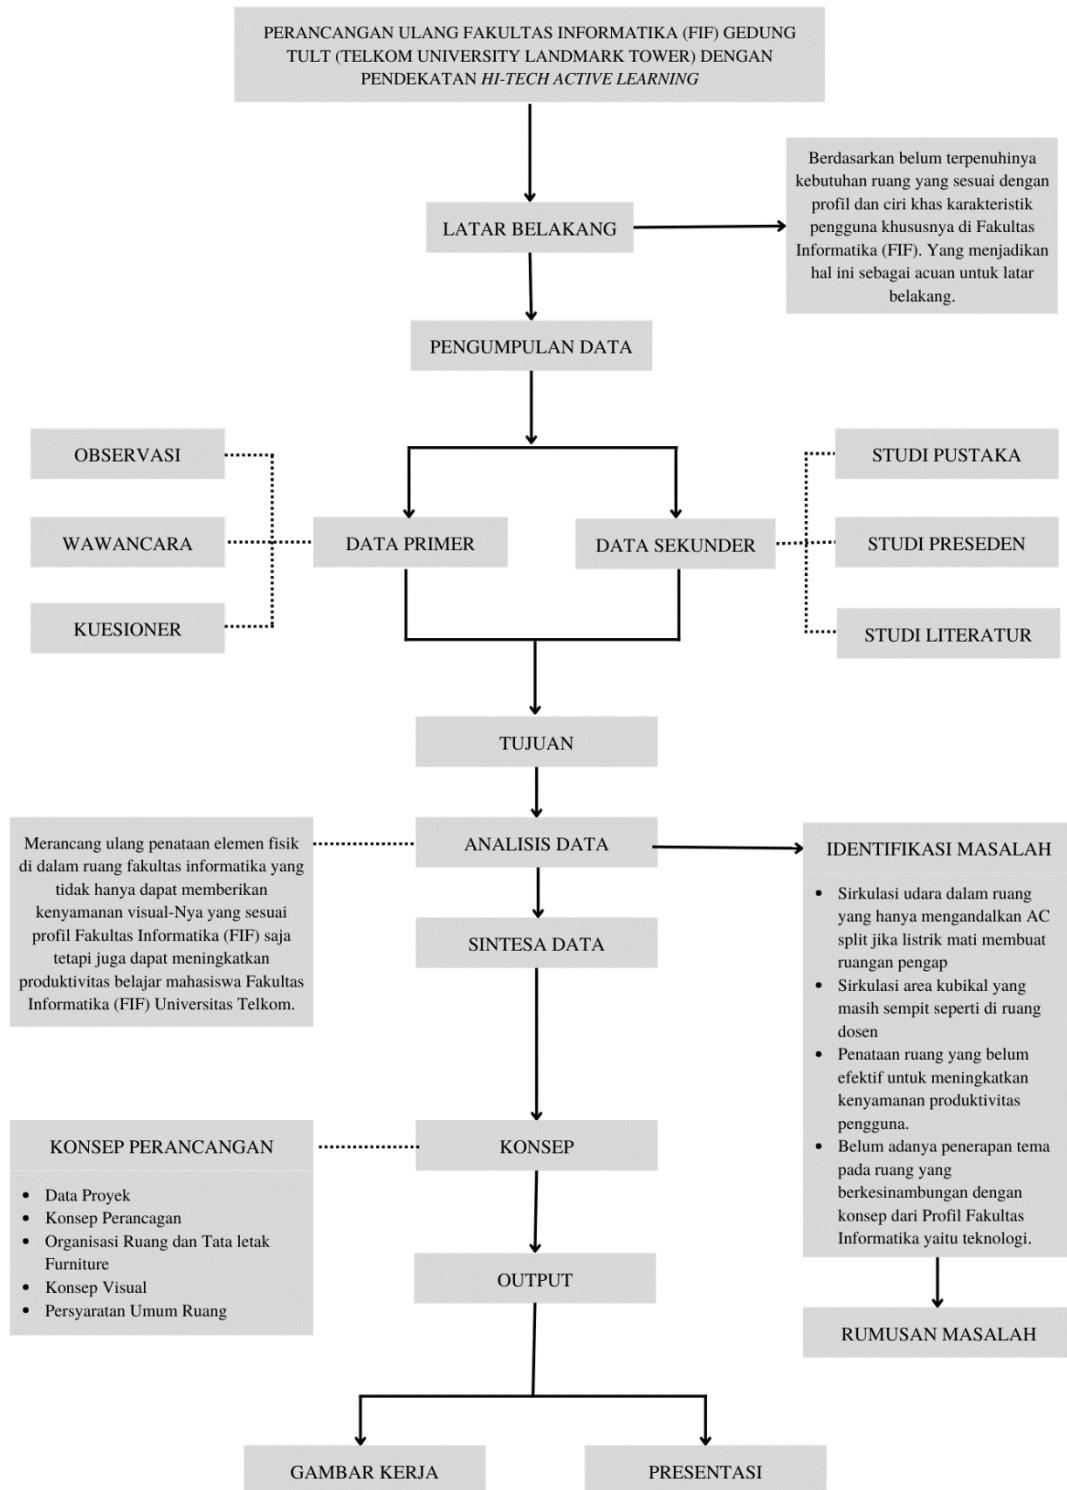 PERANCANGAN ULANG FAKULTAS INFORMATIKA (FIF) GEDUNG
TULT (TELKOM UNIVERSITY LANDMARK TOWER) DENGAN
PENDEKATAN HI-TECH ACTIVE LEARNING
LATAR BELAKANG
Berdasarkan belum terpenuhinya
kebutuhan ruang yang sesuai dengan
profil dan ciri khas karakteristik
pengguna khususnya di Fakultas
Informatika (FIF). Yang menjadikan
hal ini sebagai acuan untuk latar
belakang.
PENGUMPULAN DATA
OBSERVASI
WAWANCARA
KUESIONER
DATA PRIMER
DATA SEKUNDER
STUDI PUSTAKA
STUDI PRESEDEN
STUDI LITERATUR
TUJUAN
Merancang ulang penataan elemen fisik
di dalam ruang fakultas informatika yang
tidak hanya dapat memberikan
kenyamanan visual-Nya yang sesuai
profil Fakultas Informatika (FIF) saja
tetapi juga dapat meningkatkan
produktivitas belajar mahasiswa Fakultas
Informatika (FIF) Universitas Telkom.
ANALISIS DATA
IDENTIFIKASI MASALAH
• Sirkulasi udara dalam ruang
yang hanya mengandalkan AC
split jika listrik mati membuat
ruangan pengap
• Sirkulasi area kubikal yang
masih sempit seperti di ruang
dosen
• Penataan ruang yang belum
efektif untuk meningkatkan
kenyamanan produktivitas
pengguna.
• Belum adanya penerapan tema
pada ruang yang
berkesinambungan dengan
konsep dari Profil Fakultas
Informatika yaitu teknologi.
RUMUSAN MASALAH
SINTESA DATA
KONSEP PERANCANGAN
• Data Proyek
• Konsep Perancagan
• Organisasi Ruang dan Tata letak
Furniture
• Konsep Visual
• Persyaratan Umum Ruang
KONSEP
OUTPUT
GAMBAR KERJA
PRESENTASI